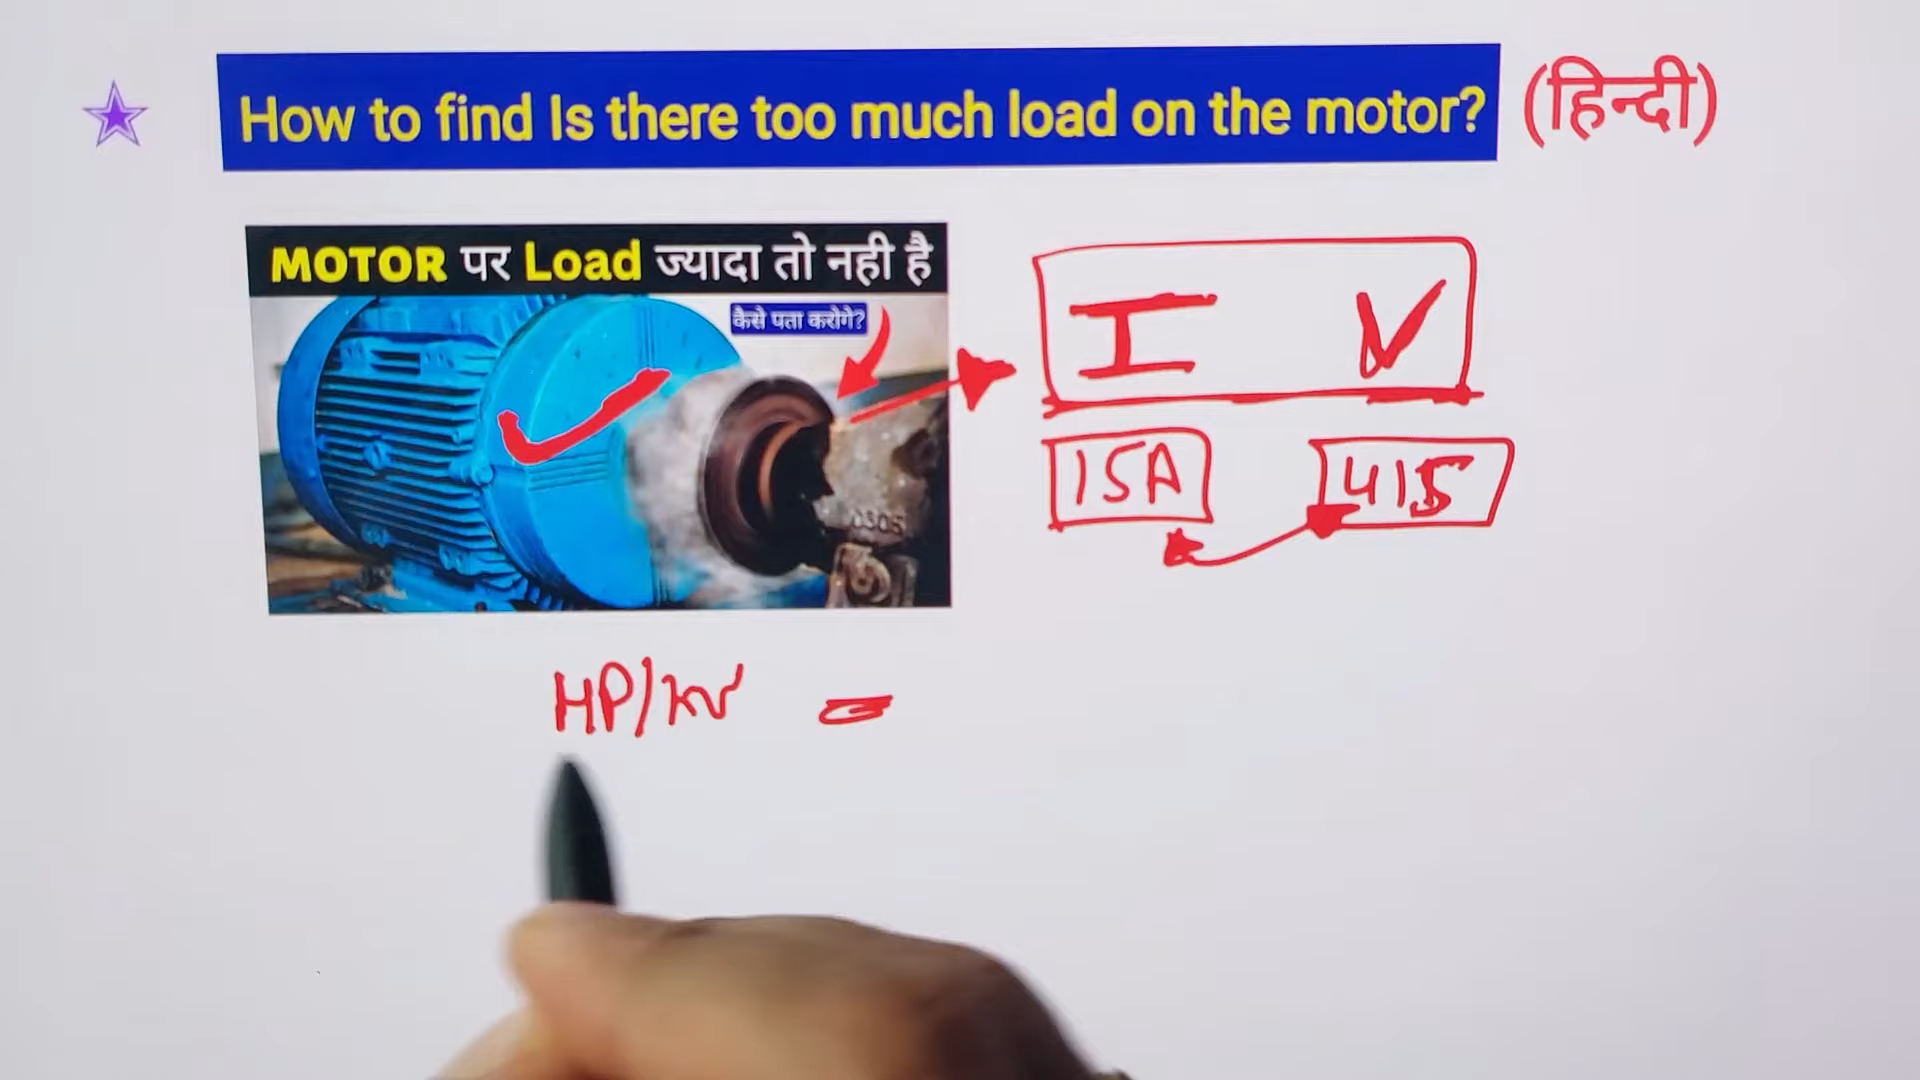 How to find Is there too much load on the motor? (हिन्दी)
MOTOR पर Load ज्यादा तो नही है
कैसे पता करोगे?
I V
15A 415
HP/kW =